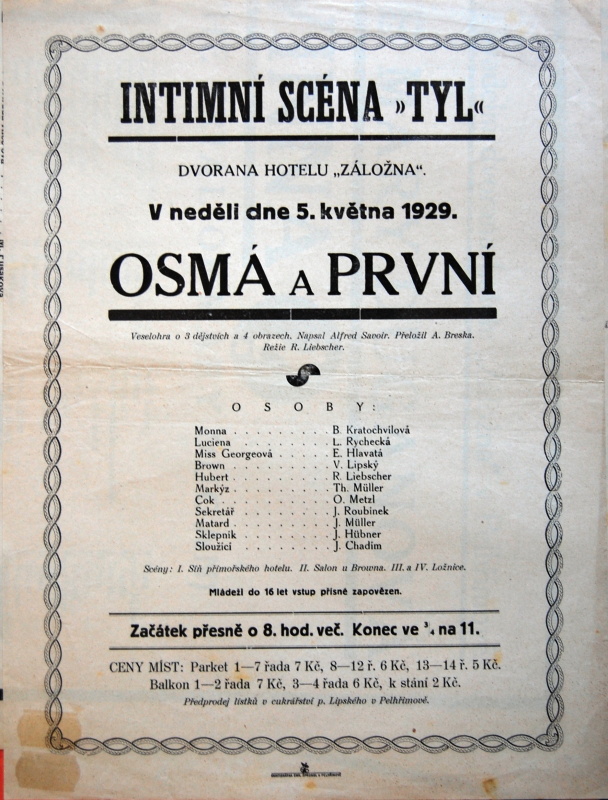 INTIMNÍ SCÉNA »TYL«
DVORANA HOTELU „ZÁLOŽNA“.
V neděli dne 5. května 1929.
OSMÁ A PRVNÍ
Veselohra o 3 dějstvích a 4 obrazech. Napsal Alfred Savoir. Přeložil A. Breska.
Režie R. Liebscher.
OSOBY:
Monna . . . . . . . . . B. Kratochvilová
Luciena . . . . . . . . L. Rychecká
Miss Georgeová . . . . . E. Hlavatá
Brown . . . . . . . . . V. Lipský
Hubert . . . . . . . . . R. Liebscher
Markýz . . . . . . . . . Th. Müller
Cok . . . . . . . . . . O. Metzl
Sekretář . . . . . . . . J. Roubínek
Matard . . . . . . . . . J. Müller
Sklepník . . . . . . . . J. Hübner
Sloužící . . . . . . . . J. Chadim
Scény: I. Síň přímořského hotelu. II. Salon u Browna. III. a IV. Ložnice.
Mládeži do 16 let vstup přísně zapovězen.
Začátek přesně o 8. hod. več. Konec ve ¾ na 11.
CENY MÍST: Parket 1—7 řada 7 Kč, 8—12 ř. 6 Kč, 13—14 ř. 5 Kč.
Balkon 1—2 řada 7 Kč, 3—4 řada 6 Kč, k stání 2 Kč.
Předprodej lístků v cukrářství p. Lipského v Pelhřimově.